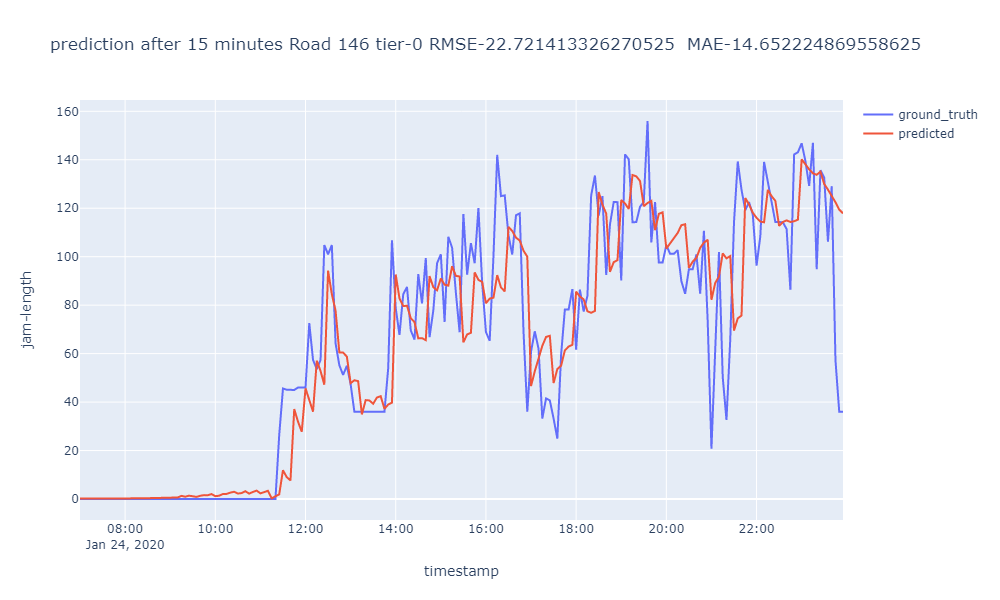 prediction after 15 minutes Road 146 tier-0 RMSE-22.721413326270525 MAE-14.652224869558625
ground_truth
predicted
160
140
120
100
80
60
40
20
0
jam-length
08:00 10:00 12:00 14:00 16:00 18:00 20:00 22:00
Jan 24, 2020
timestamp